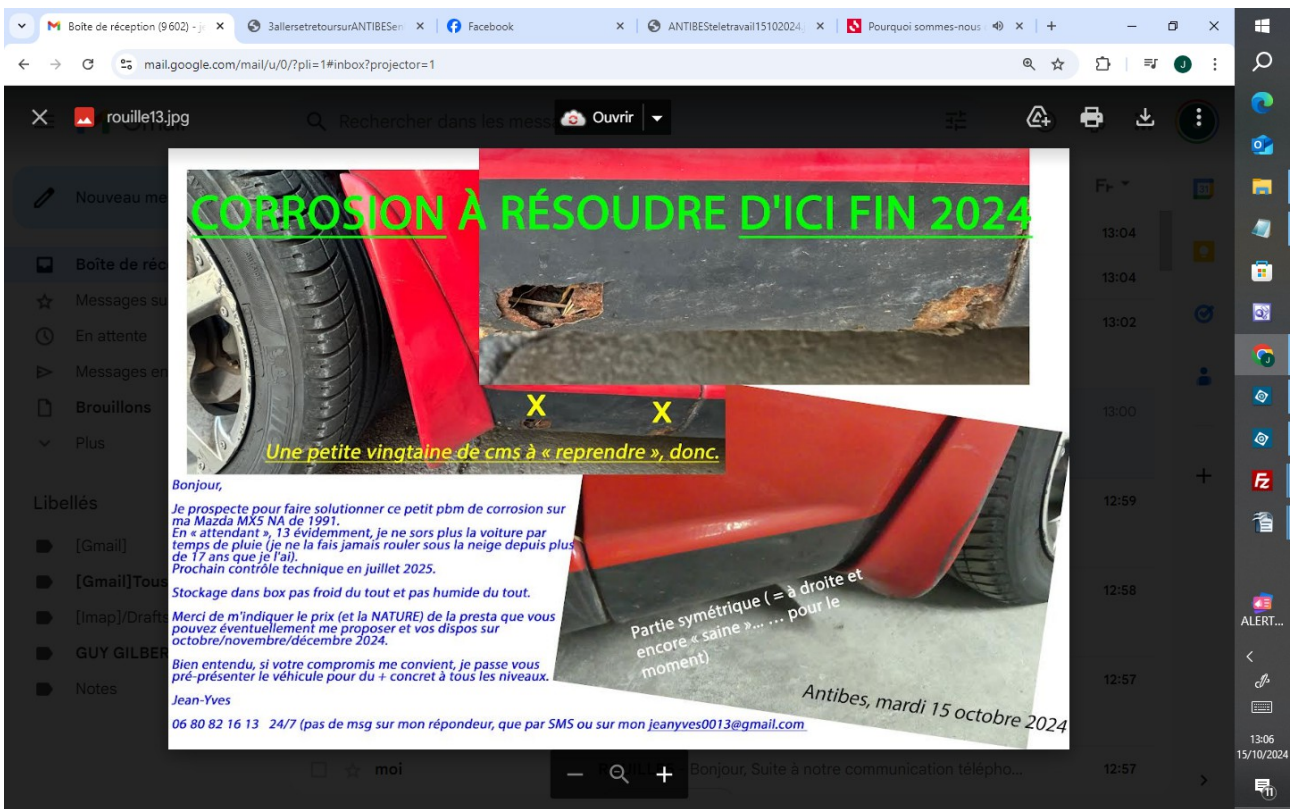 Boîte de réception (9 602) - j
3allersetretoursurANTIBESen
Facebook
ANTIBESteletravail15102024.j
Pourquoi sommes-nous
mail.google.com/mail/u/0/?pli=1#inbox?projector=1
rouille13.jpg
Rechercher dans les mess
Ouvrir
Nouveau me
Boîte de réc
Messages su
En attente
Messages en
Brouillons
Plus
Libellés
[Gmail]
[Gmail]Tous
[Imap]/Drafts
GUY GILBER
Notes
CORROSION À RÉSOUDRE D'ICI FIN 2024
X X
Une petite vingtaine de cms à « reprendre », donc.
Bonjour,
Je prospecte pour faire solutionner ce petit pbm de corrosion sur
ma Mazda MX5 NA de 1991.
En « attendant », 13 évidemment, je ne sors plus la voiture par
temps de pluie (je ne la fais jamais rouler sous la neige depuis plus
de 17 ans que je l'ai).
Prochain contrôle technique en juillet 2025.
Stockage dans box pas froid du tout et pas humide du tout.
Merci de m'indiquer le prix (et la NATURE) de la presta que vous
pouvez éventuellement me proposer et vos dispos sur
octobre/novembre/décembre 2024.
Bien entendu, si votre compromis me convient, je passe vous
pré-présenter le véhicule pour du + concret à tous les niveaux.
Jean-Yves
06 80 82 16 13 24/7 (pas de msg sur mon répondeur, que par SMS ou sur mon jeanyves0013@gmail.com
Partie symétrique ( = à droite et
encore « saine »... ... pour le
moment)
Antibes, mardi 15 octobre 2024
Fr
13:04
13:04
13:02
13:00
12:59
12:58
12:57
moi
Bonjour, Suite à notre communication télépho...
12:57
ALERT...
13:06
15/10/2024